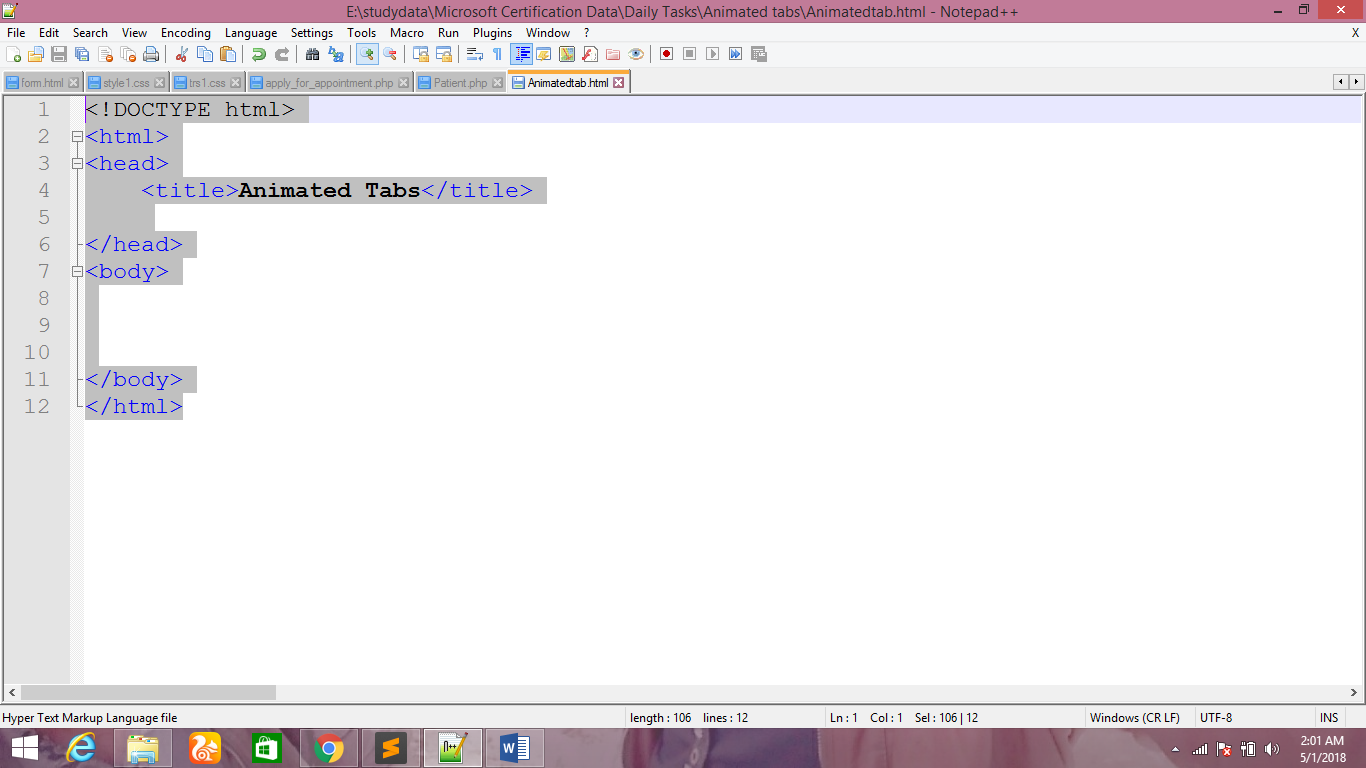 E:\studydata\Microsoft Certification Data\Daily Tasks\Animated tabs\Animatedtab.html - Notepad++
File Edit Search View Encoding Language Settings Tools Macro Run Plugins Window ? X
form.html style1.css trs1.css apply_for_appointment.php Patient.php Animatedtab.html
1 <!DOCTYPE html>
2 <html>
3 <head>
4 <title>Animated Tabs</title>
5
6 </head>
7 <body>
8
9
10
11 </body>
12 </html>
Hyper Text Markup Language file length : 106 lines : 12 Ln : 1 Col : 1 Sel : 106 | 12 Windows (CR LF) UTF-8 INS
2:01 AM
5/1/2018